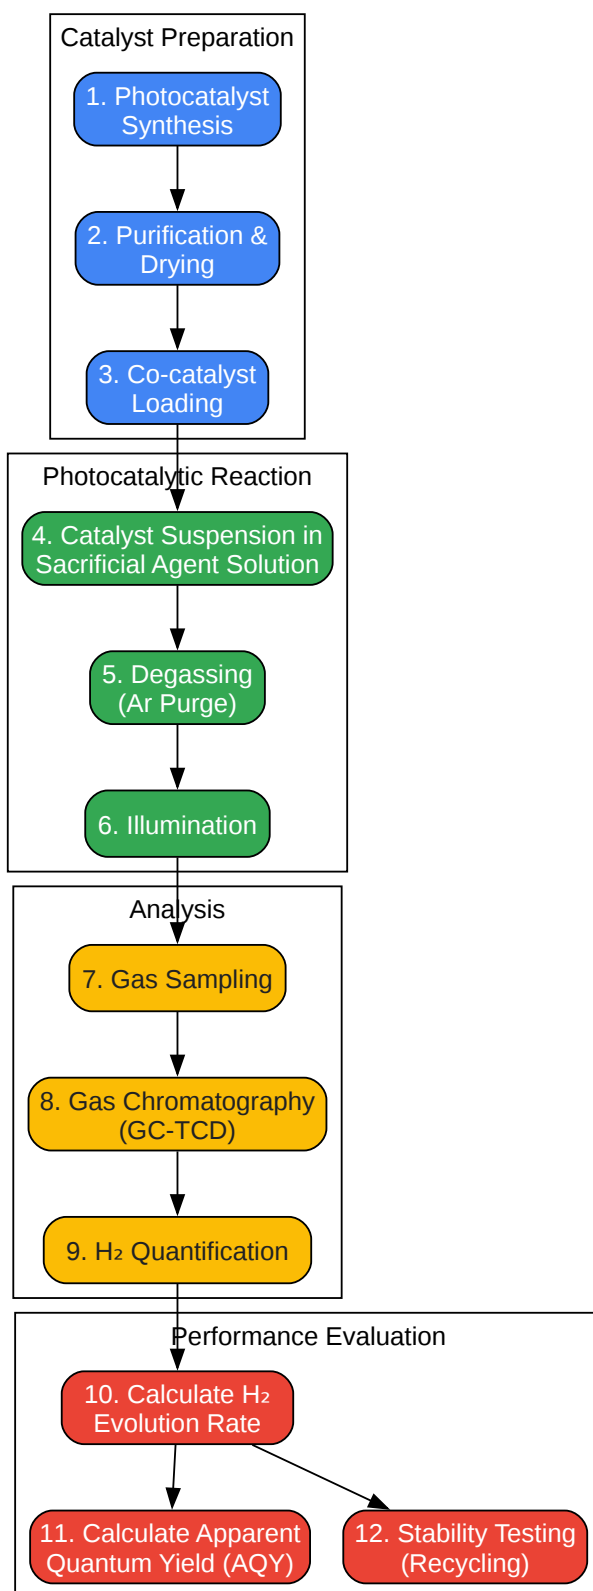 Catalyst Preparation
1. Photocatalyst
Synthesis
2. Purification &
Drying
3. Co-catalyst
Loading
Photocatalytic Reaction
4. Catalyst Suspension in
Sacrificial Agent Solution
5. Degassing
(Ar Purge)
6. Illumination
Analysis
7. Gas Sampling
8. Gas Chromatography
(GC-TCD)
9. H₂ Quantification
Performance Evaluation
10. Calculate H₂
Evolution Rate
11. Calculate Apparent
Quantum Yield (AQY)
12. Stability Testing
(Recycling)